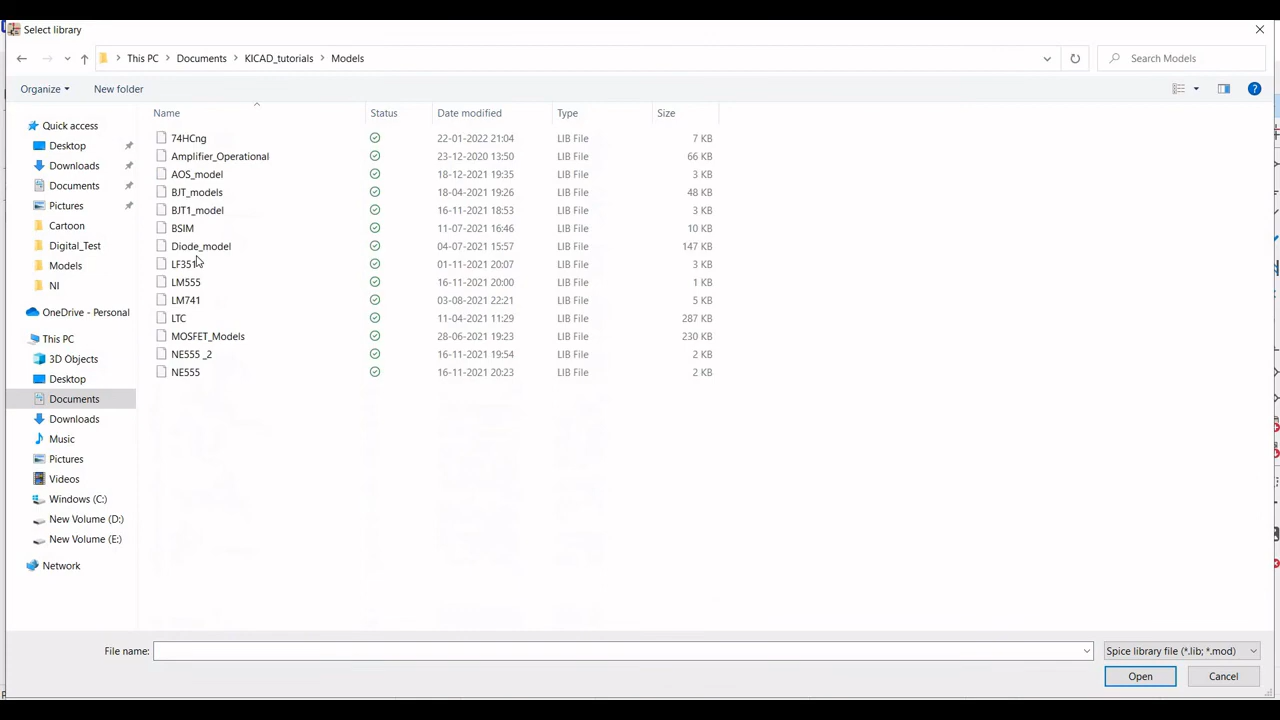 Select library
This PC > Documents > KICAD_tutorials > Models
Search Models
Organize
New folder
Name Status Date modified Type Size
Quick access
Desktop
Downloads
Documents
Pictures
Cartoon
Digital_Test
Models
NI
OneDrive - Personal
This PC
3D Objects
Desktop
Documents
Downloads
Music
Pictures
Videos
Windows (C:)
New Volume (D:)
New Volume (E:)
Network
74HCng 22-01-2022 21:04 LIB File 7 KB
Amplifier_Operational 23-12-2020 13:50 LIB File 66 KB
AOS_model 18-12-2021 19:35 LIB File 3 KB
BJT_models 18-04-2021 19:26 LIB File 48 KB
BJT1_model 16-11-2021 18:53 LIB File 3 KB
BSIM 11-07-2021 16:46 LIB File 10 KB
Diode_model 04-07-2021 15:57 LIB File 147 KB
LF351 01-11-2021 20:07 LIB File 3 KB
LM555 16-11-2021 20:00 LIB File 1 KB
LM741 03-08-2021 22:21 LIB File 5 KB
LTC 11-04-2021 11:29 LIB File 287 KB
MOSFET_Models 28-06-2021 19:23 LIB File 230 KB
NE555 _2 16-11-2021 19:54 LIB File 2 KB
NE555 16-11-2021 20:23 LIB File 2 KB
File name:
Spice library file (*.lib; *.mod)
Open
Cancel